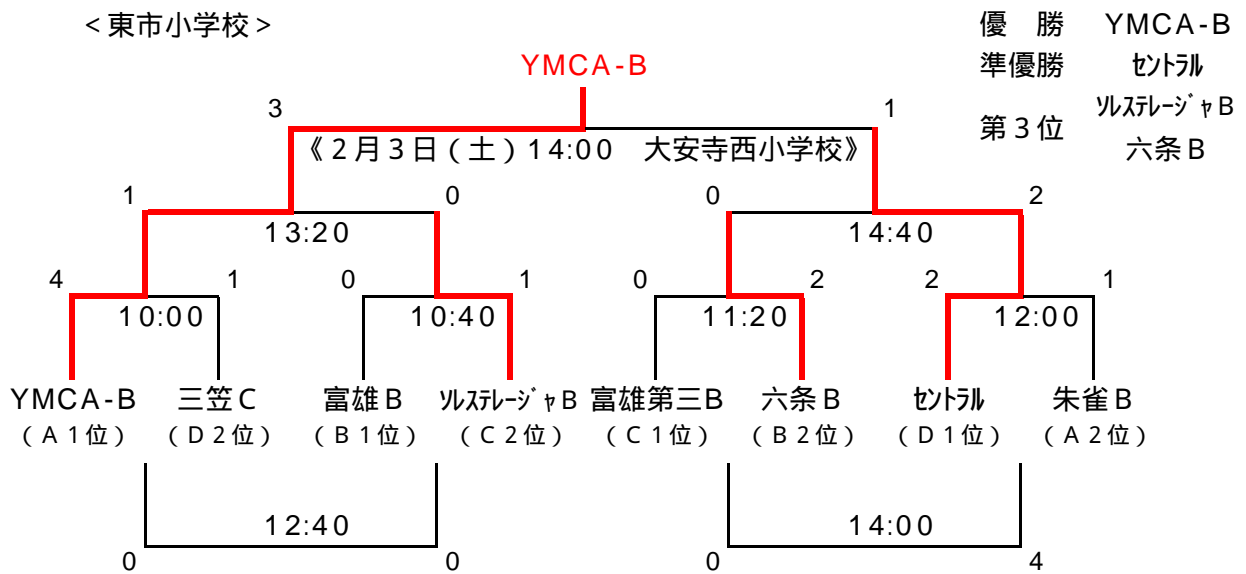 <東市小学校>
優　勝　YMCA-B
準優勝　ｾﾝﾄﾗﾙ
第３位　ｿﾚｽﾃﾚｰｼﾞｬＢ
六条Ｂ
YMCA-B
3　1
《２月３日（土）14:00　大安寺西小学校》
1　0　0　2
13:20　14:40
4　1　0　1　0　2　2　1
10:00　10:40　11:20　12:00
YMCA-B　三笠Ｃ　富雄Ｂ　ｿﾚｽﾃﾚｰｼﾞｬＢ　富雄第三B　六条Ｂ　ｾﾝﾄﾗﾙ　朱雀Ｂ
（Ａ１位）　（Ｄ２位）　（Ｂ１位）　（Ｃ２位）　（Ｃ１位）　（Ｂ２位）　（Ｄ１位）　（Ａ２位）
12:40　14:00
0　0　0　4